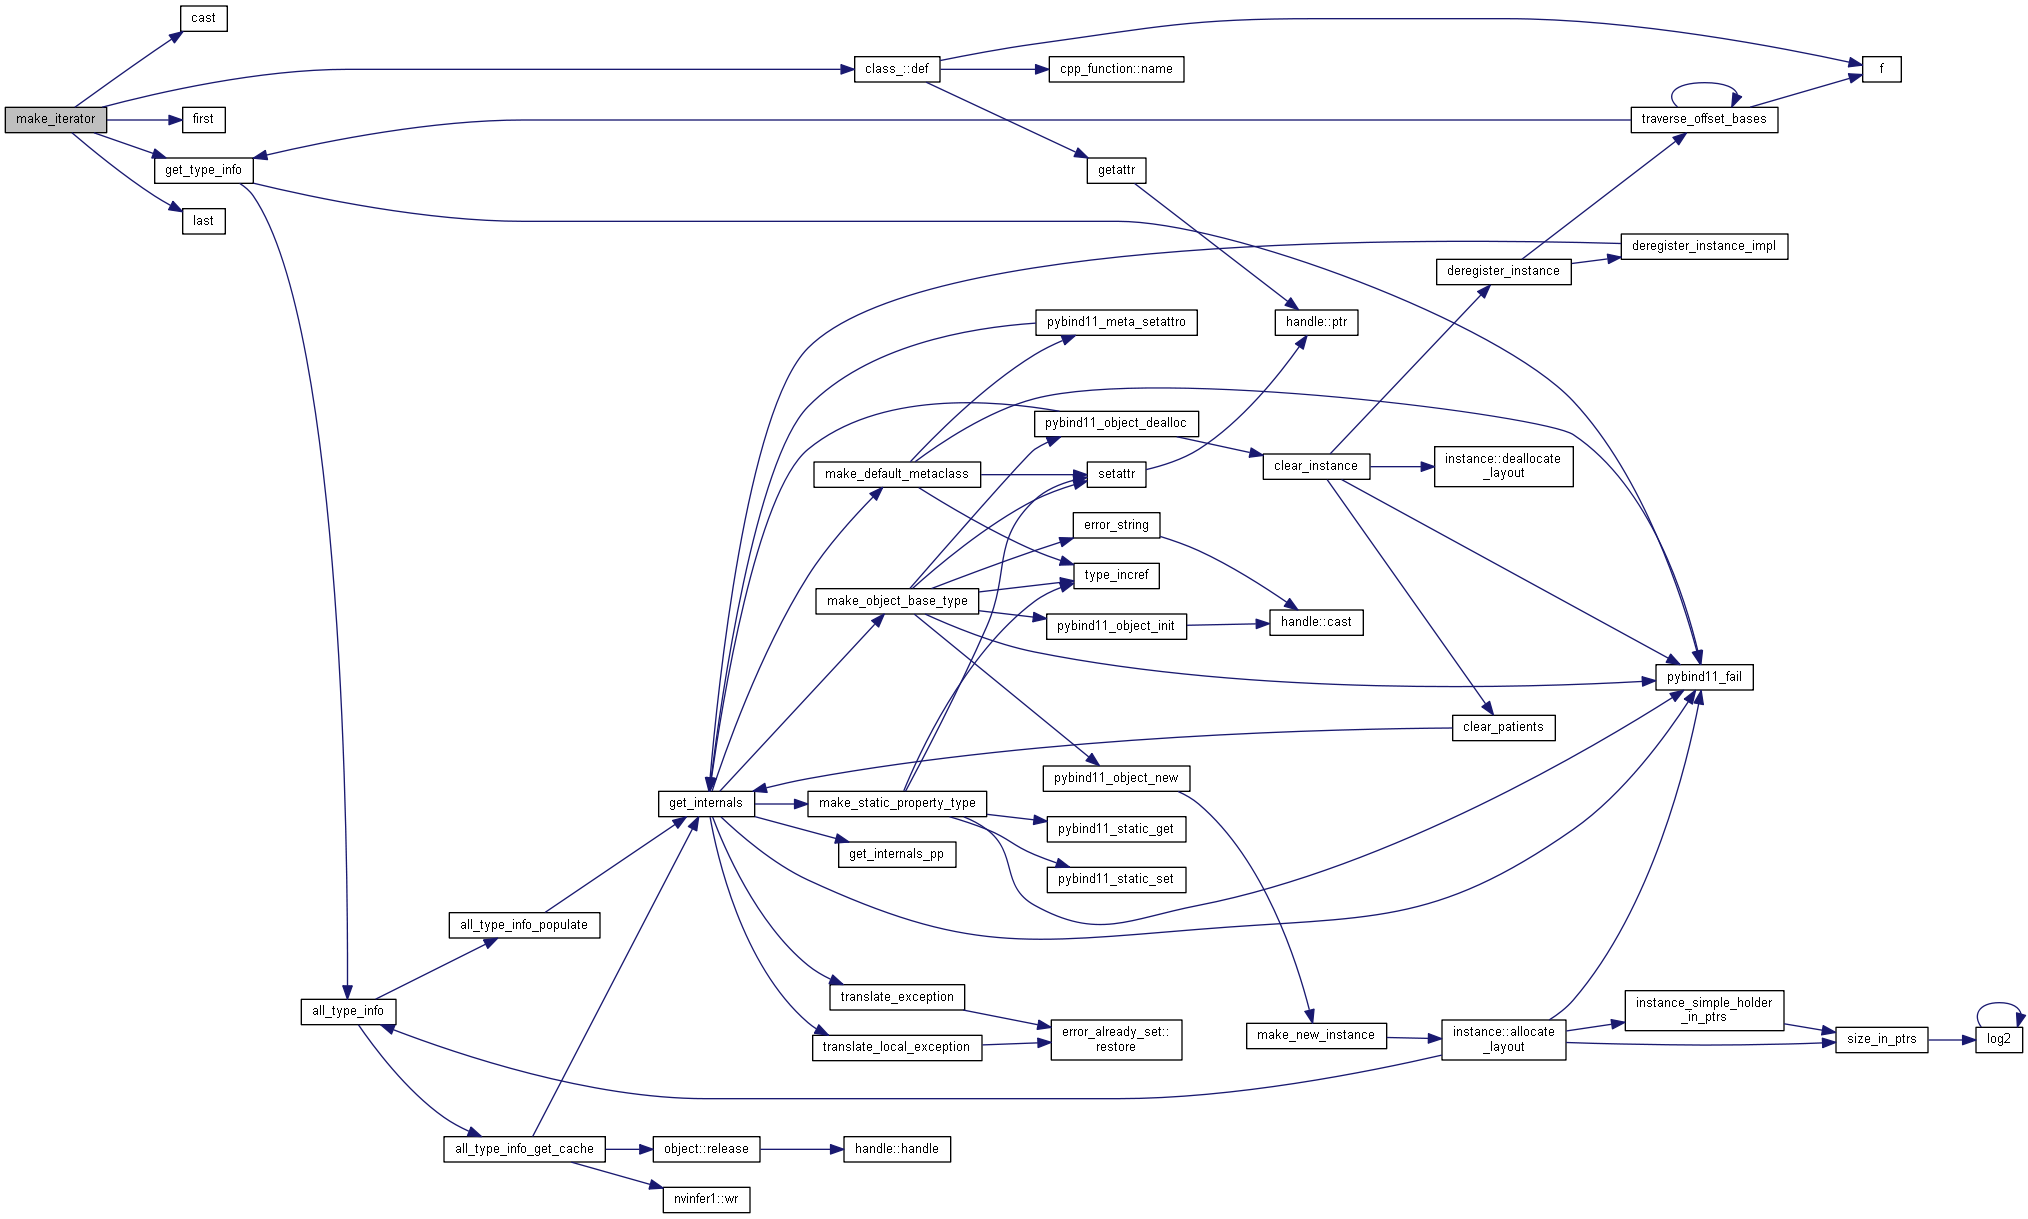 cast
class_::def
cpp_function::name
f
make_iterator
first
traverse_offset_bases
get_type_info
getattr
last
deregister_instance_impl
deregister_instance
pybind11_meta_setattro
handle::ptr
pybind11_object_dealloc
make_default_metaclass
setattr
clear_instance
instance::deallocate
_layout
error_string
type_incref
make_object_base_type
pybind11_object_init
handle::cast
pybind11_fail
clear_patients
pybind11_object_new
get_internals
make_static_property_type
pybind11_static_get
get_internals_pp
pybind11_static_set
all_type_info_populate
translate_exception
all_type_info
error_already_set::
restore
translate_local_exception
make_new_instance
instance::allocate
_layout
instance_simple_holder
_in_ptrs
size_in_ptrs
log2
all_type_info_get_cache
object::release
handle::handle
nvinfer1::wr